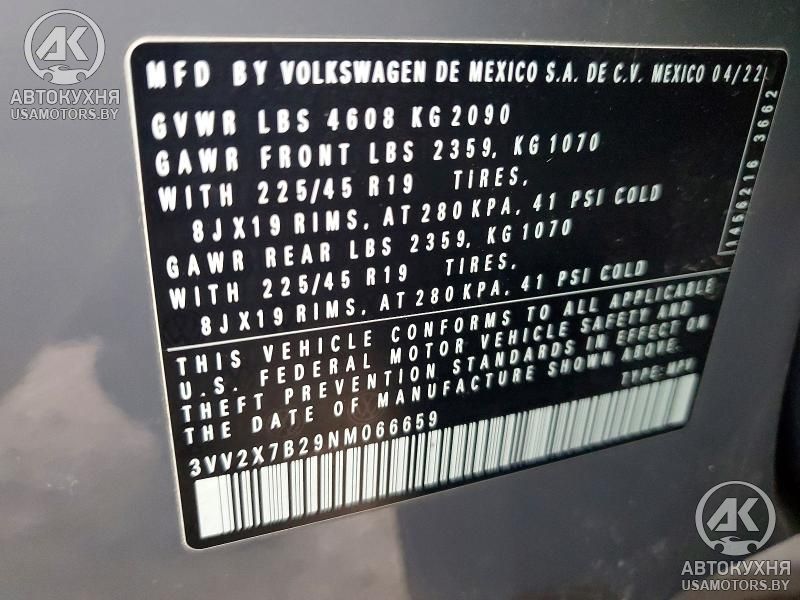 AK
АВТОКУХНЯ
USAMOTORS.BY
MFD BY VOLKSWAGEN DE MEXICO S.A. DE C.V. MEXICO 04/22
GVWR LBS 4608 KG 2090
GAWR FRONT LBS 2359, KG 1070
WITH 225/45 R19 TIRES,
8JX19 RIMS, AT 280 KPA, 41 PSI COLD
GAWR REAR LBS 2359, KG 1070
WITH 225/45 R19 TIRES,
8JX19 RIMS, AT 280 KPA, 41 PSI COLD
1456216 3662
THIS VEHICLE CONFORMS TO ALL APPLICABLE
U.S. FEDERAL MOTOR VEHICLE SAFETY AND
THEFT PREVENTION STANDARDS IN EFFECT ON
THE DATE OF MANUFACTURE SHOWN ABOVE.
TYPE: MPV
3VV2X7B29NM066659
AK
АВТОКУХНЯ
USAMOTORS.BY